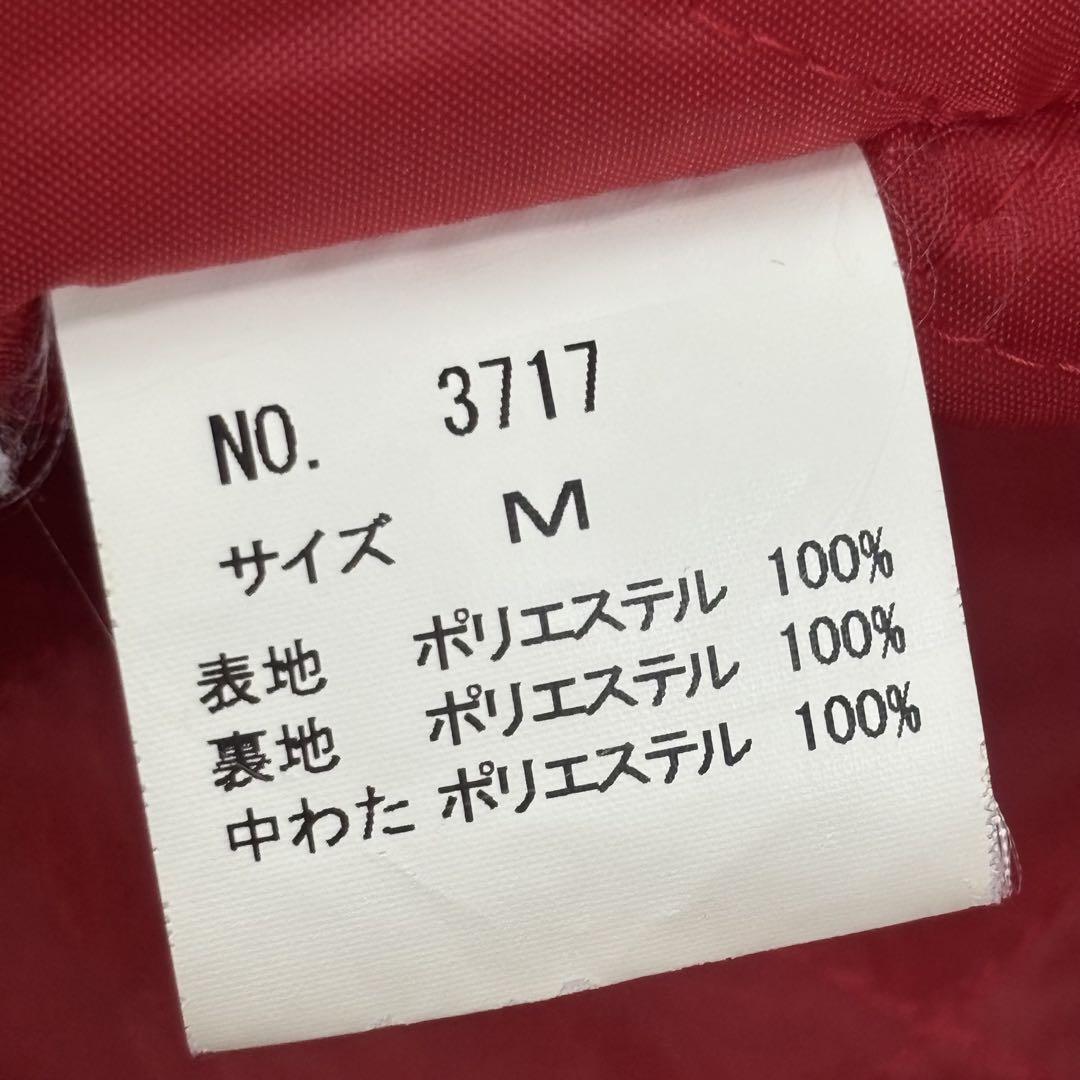 NO. 3717
サイズ M
表地 ポリエステル 100%
裏地 ポリエステル 100%
中わた ポリエステル 100%